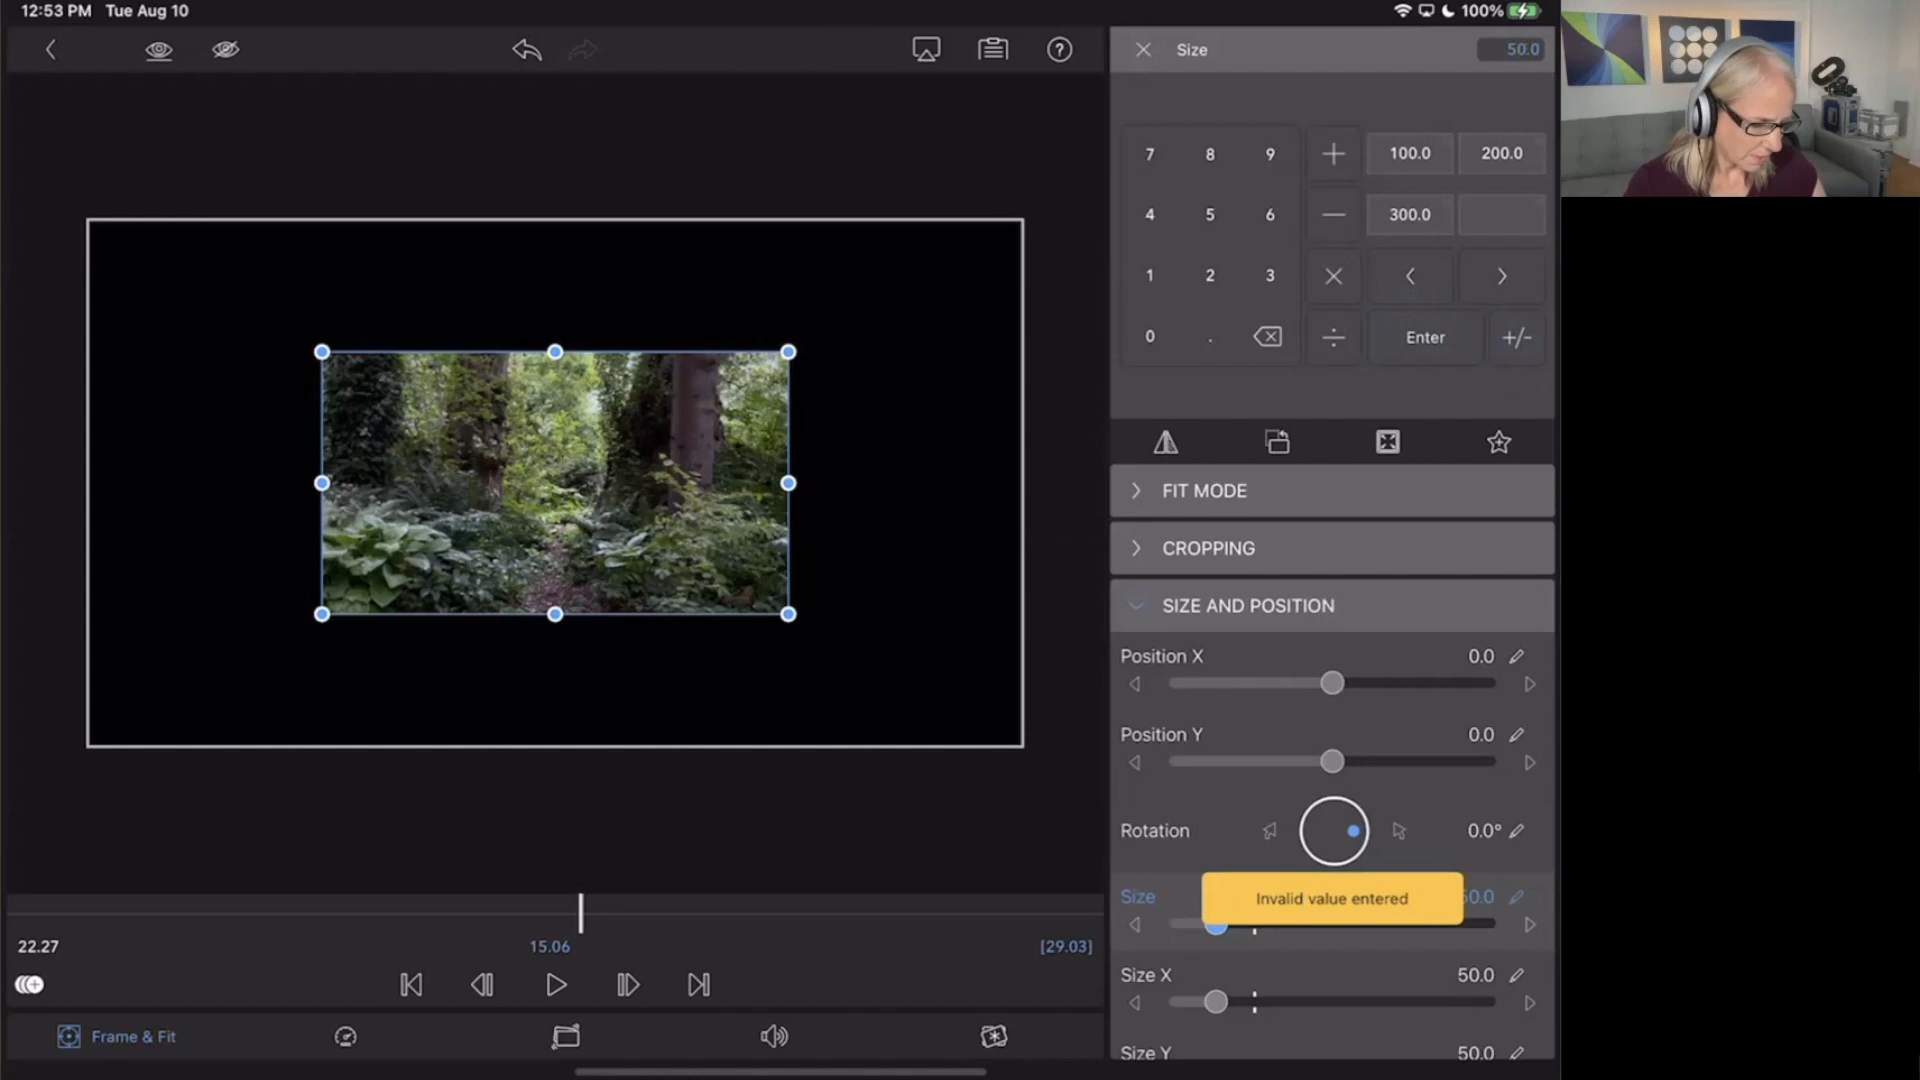 12:53 PM Tue Aug 10
100%
Size
50.0
7 8 9 100.0 200.0
4 5 6 300.0
1 2 3
0 . Enter +/-
FIT MODE
CROPPING
SIZE AND POSITION
Position X 0.0
Position Y 0.0
Rotation 0.0°
Size 50.0
Invalid value entered
Size X 50.0
Size Y 50.0
22.27 15.06 [29.03]
Frame & Fit